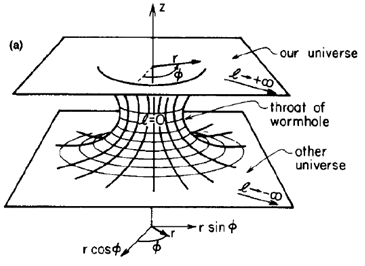 z
(a)
r
ϕ
our universe
ℓ→+∞
ℓ=0
throat of
wormhole
other
universe
ℓ→-∞
r sin ϕ
r
r cos ϕ
ϕ